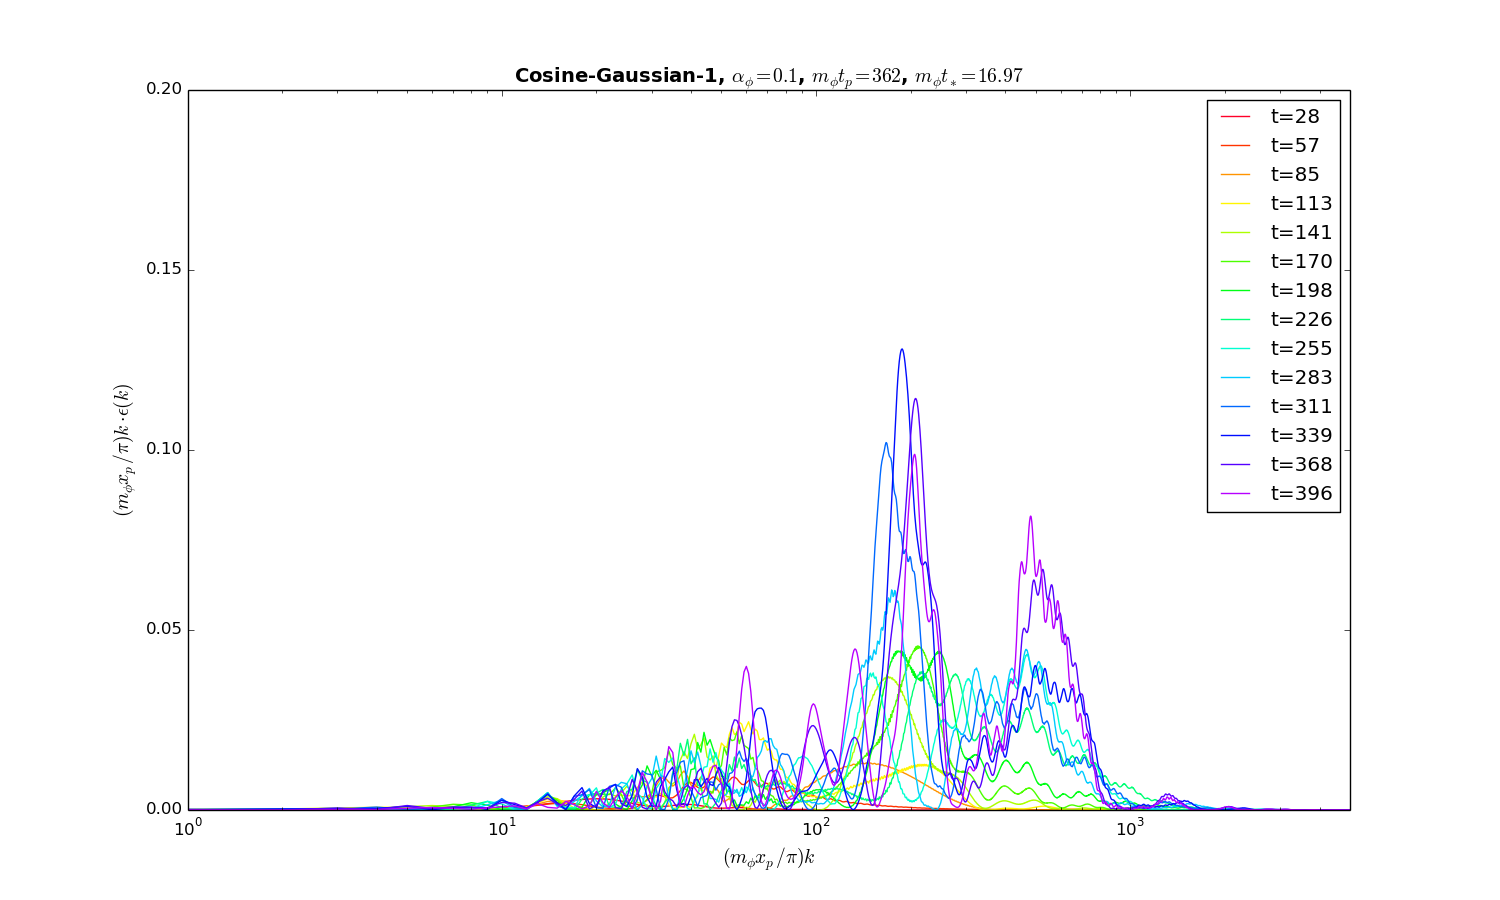 Cosine-Gaussian-1, α_ϕ=0.1, m_ϕt_p=362, m_ϕt_*=16.97
0.20
0.15
0.10
0.05
0.00
(m_ϕx_p/π)k·ϵ(k)
t=28
t=57
t=85
t=113
t=141
t=170
t=198
t=226
t=255
t=283
t=311
t=339
t=368
t=396
10^0 10^1 10^2 10^3
(m_ϕx_p/π)k